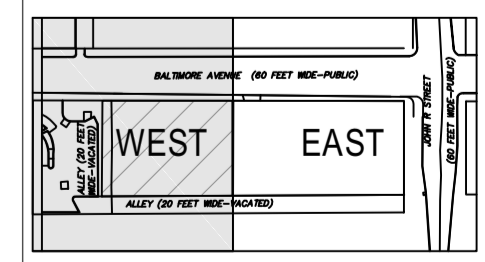 BALTIMORE AVENUE (60 FEET WIDE-PUBLIC)
JOHN R STREET
(60 FEET WIDE-PUBLIC)
ALLEY (20 FEET
WIDE-VACATED)
WEST
EAST
ALLEY (20 FEET WIDE-VACATED)